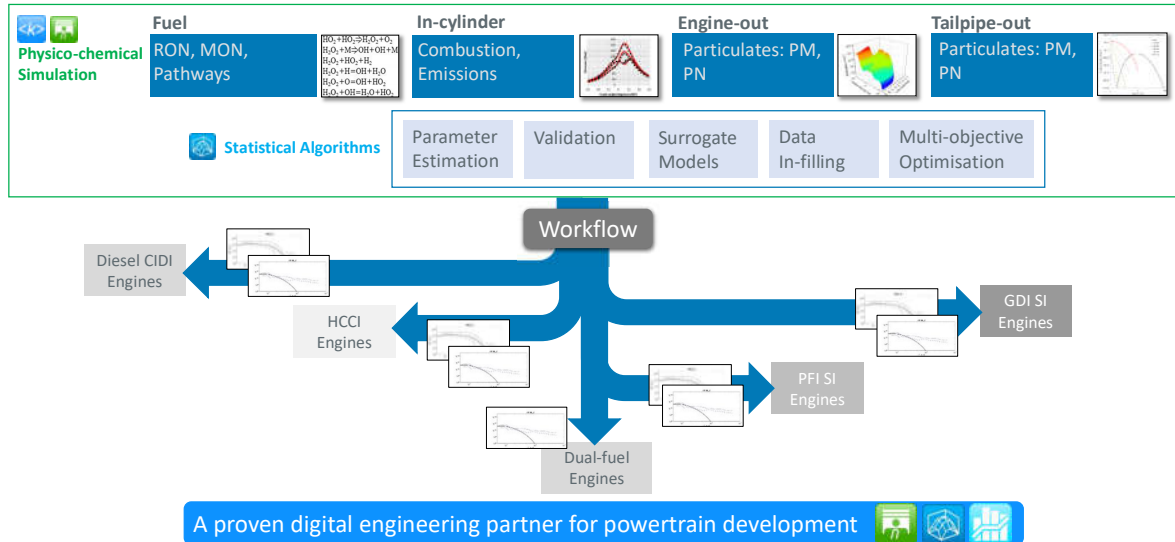 Fuel
In-cylinder
Engine-out
Tailpipe-out
<k>
Physico-chemical
Simulation
RON, MON,
Pathways
HO₂+HO₂⇒H₂O₂+O₂
H₂O₂+M⇒OH+OH+M
H₂O₂+HO₂+H₂
H₂O₂+H=OH+H₂O
H₂O₂+O=OH+HO₂
H₂O₂+OH=H₂O+HO₂
Combustion,
Emissions
Particulates: PM,
PN
Particulates: PM,
PN
Statistical Algorithms
Parameter
Estimation
Validation
Surrogate
Models
Data
In-filling
Multi-objective
Optimisation
Workflow
Diesel CIDI
Engines
HCCI
Engines
GDI SI
Engines
PFI SI
Engines
Dual-fuel
Engines
A proven digital engineering partner for powertrain development